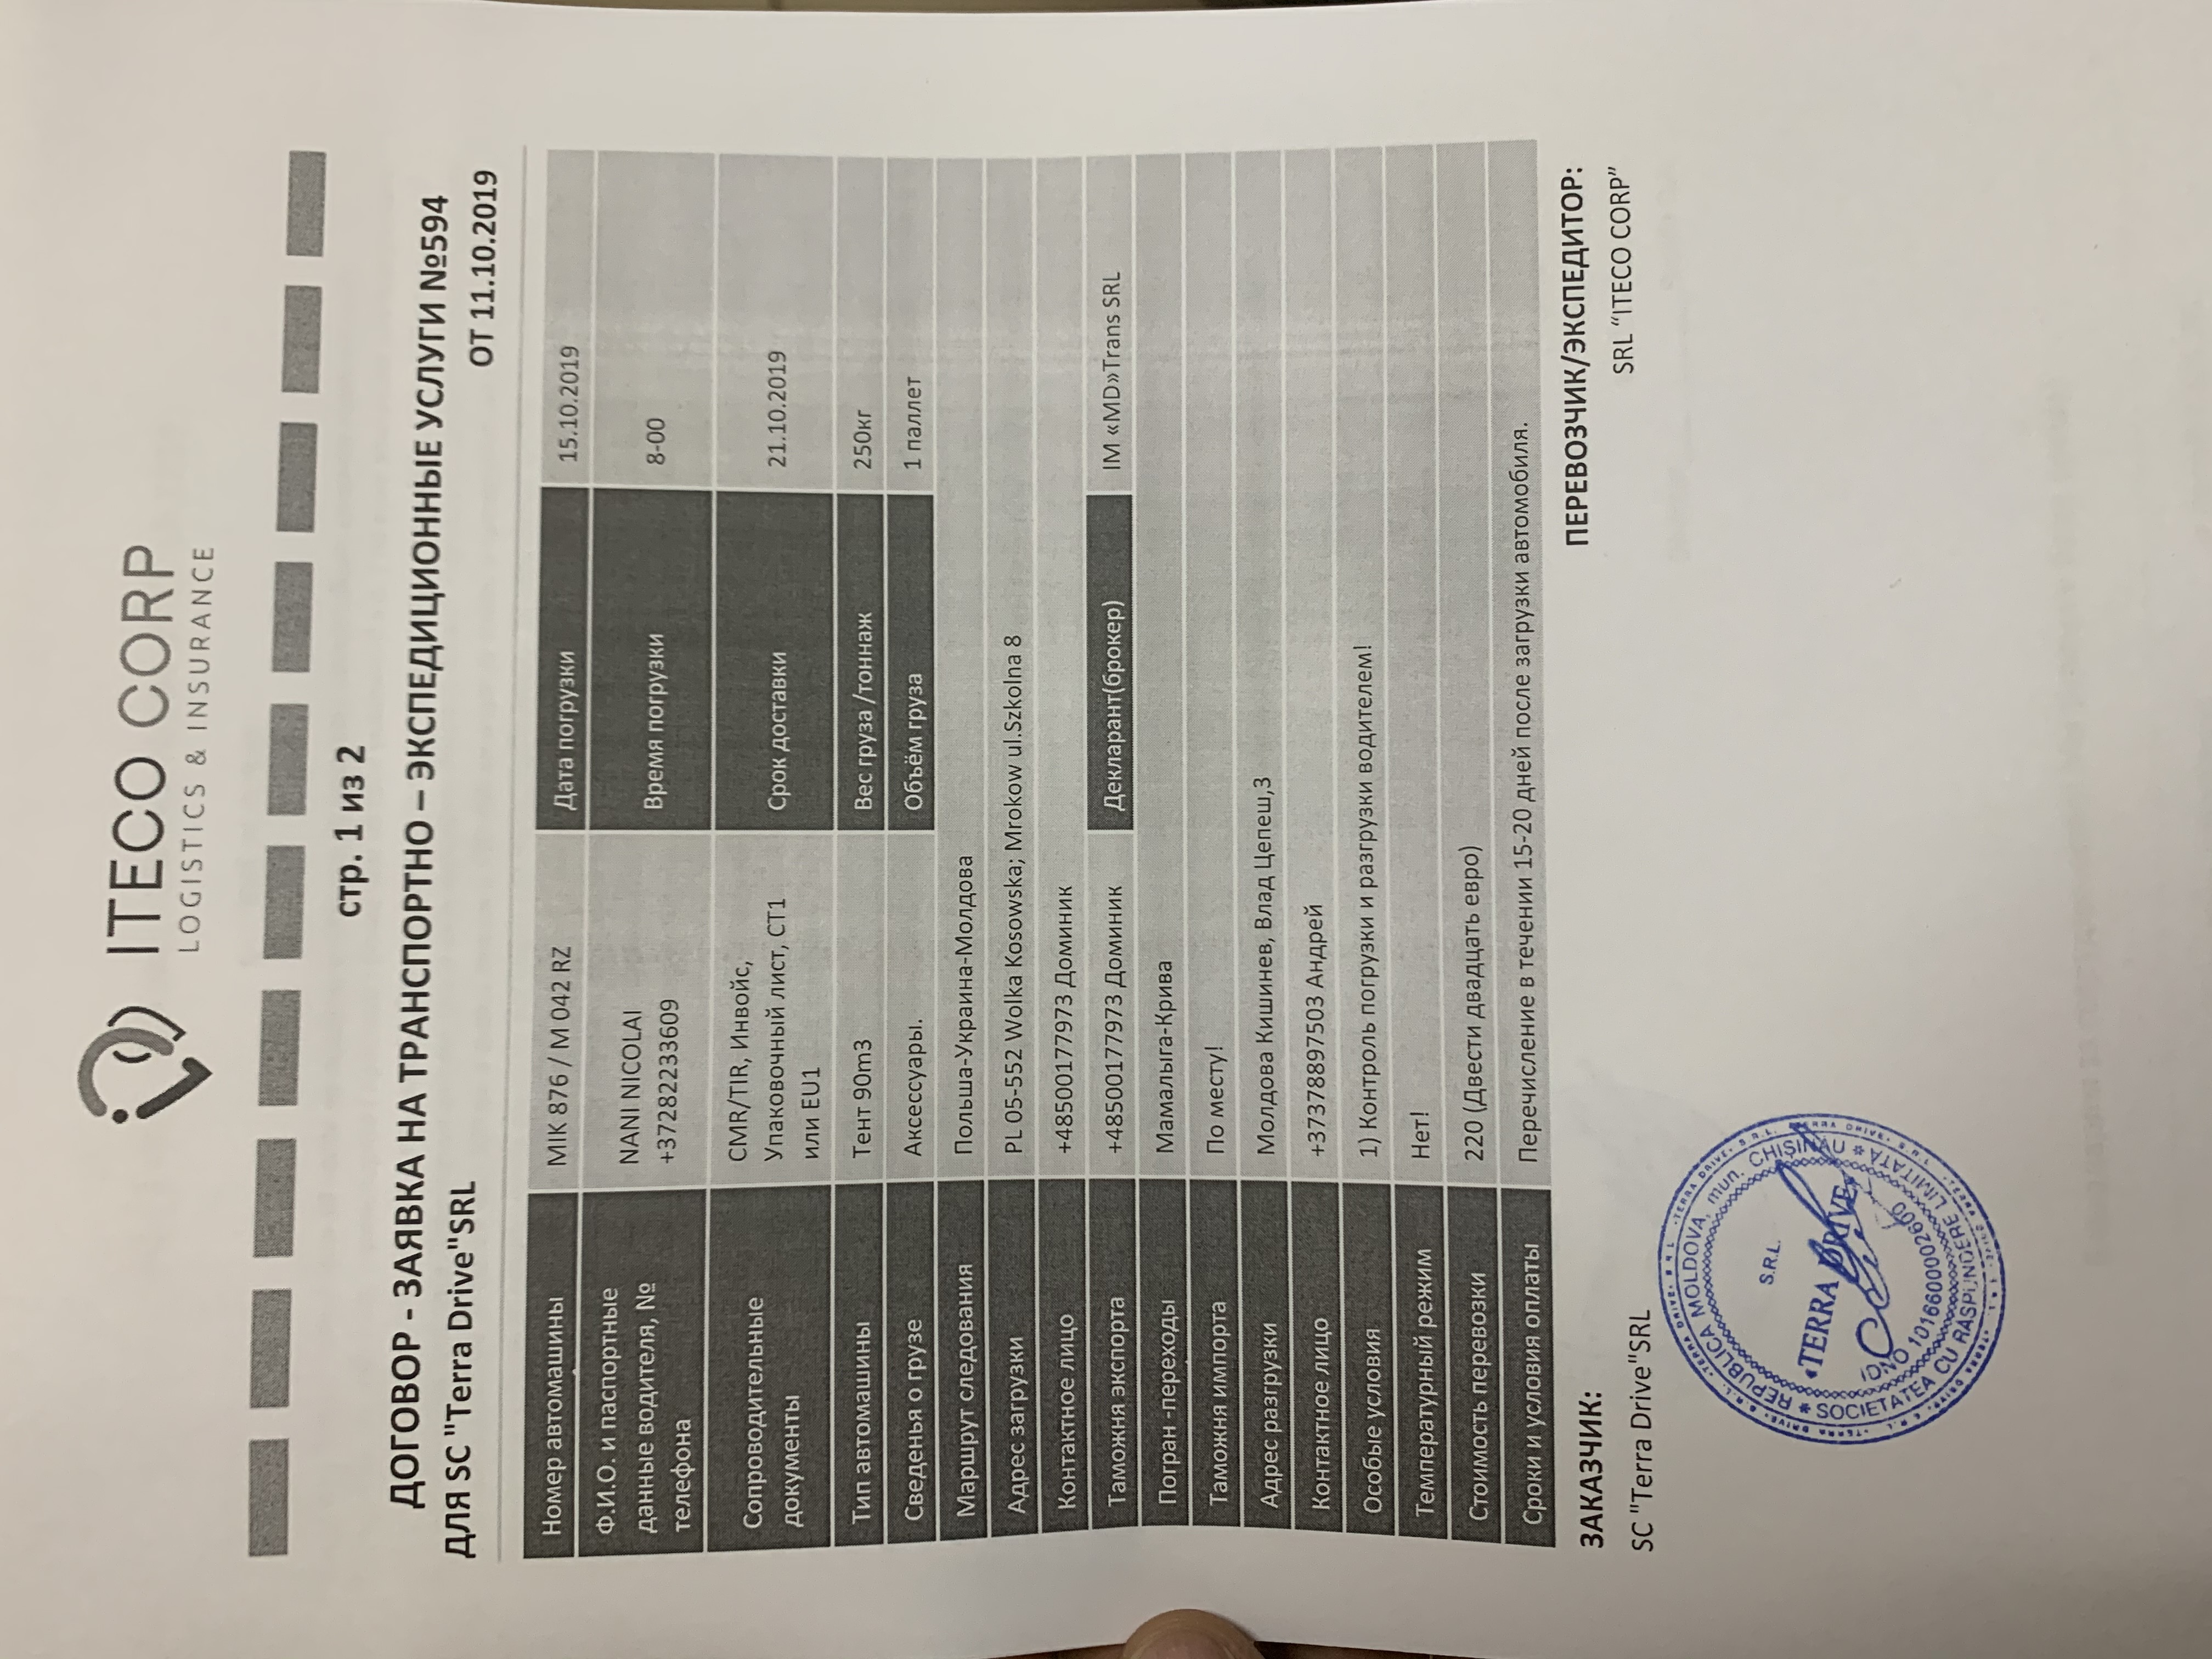 ITECO CORP
LOGISTICS & INSURANCE
стр. 1 из 2
ДОГОВОР - ЗАЯВКА НА ТРАНСПОРТНО – ЭКСПЕДИЦИОННЫЕ УСЛУГИ №594
ДЛЯ SC "Terra Drive"SRL
ОТ 11.10.2019
Номер автомашины
MIK 876 / M 042 RZ
Дата погрузки
15.10.2019
Ф.И.О. и паспортные
данные водителя, №
телефона
NANI NICOLAI
+37282233609
Время погрузки
8-00
Сопроводительные
документы
CMR/TIR, Инвойс,
Упаковочный лист, СТ1
или EU1
Срок доставки
21.10.2019
Тип автомашины
Тент 90m3
Вес груза /тоннаж
250кг
Сведенья о грузе
Аксессуары.
Объём груза
1 паллет
Маршрут следования
Польша-Украина-Молдова
Адрес загрузки
PL 05-552 Wolka Kosowska; Mrokow ul.Szkolna 8
Контактное лицо
+48500177973 Доминик
Таможня экспорта
+48500177973 Доминик
Декларант(брокер)
IM «MD»Trans SRL
Погран -переходы
Мамалыга-Крива
Таможня импорта
По месту!
Адрес разгрузки
Молдова Кишинев, Влад Цепеш,3
Контактное лицо
+37378897503 Андрей
Особые условия
1) Контроль погрузки и разгрузки водителем!
Температурный режим
Нет!
Стоимость перевозки
220 (Двести двадцать евро)
Сроки и условия оплаты
Перечисление в течении 15-20 дней после загрузки автомобиля.
ЗАКАЗЧИК:
ПЕРЕВОЗЧИК/ЭКСПЕДИТОР:
SC "Terra Drive"SRL
SRL “ITECO CORP”
REPUBLICA MOLDOVA, mun. CHIȘINĂU
S.R.L.
«TERRA DRIVE»
IDNO 1016600002600
SOCIETATEA CU RĂSPUNDERE LIMITATĂ